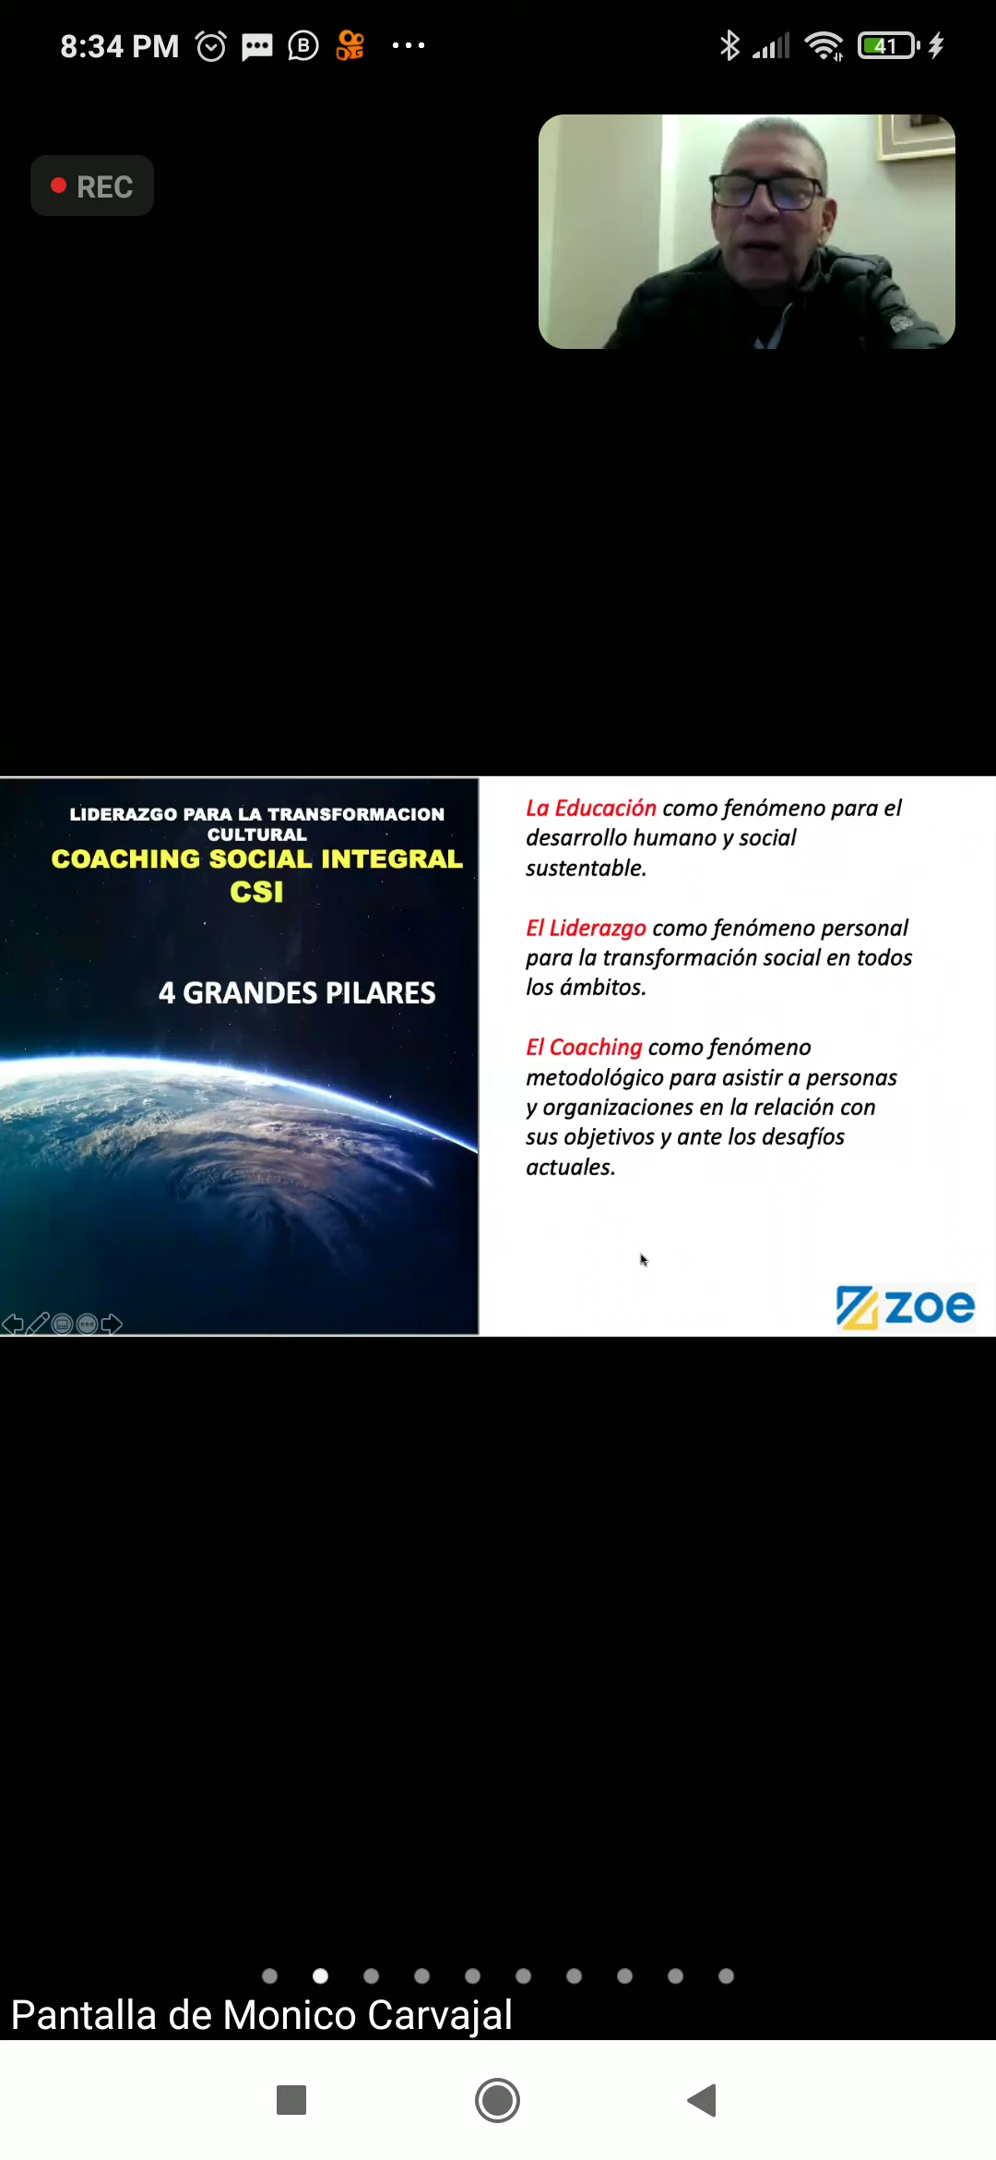 8:34 PM
41
REC
LIDERAZGO PARA LA TRANSFORMACION
CULTURAL
COACHING SOCIAL INTEGRAL
CSI
4 GRANDES PILARES
La Educación como fenómeno para el
desarrollo humano y social
sustentable.
El Liderazgo como fenómeno personal
para la transformación social en todos
los ámbitos.
El Coaching como fenómeno
metodológico para asistir a personas
y organizaciones en la relación con
sus objetivos y ante los desafíos
actuales.
zoe
Pantalla de Monico Carvajal